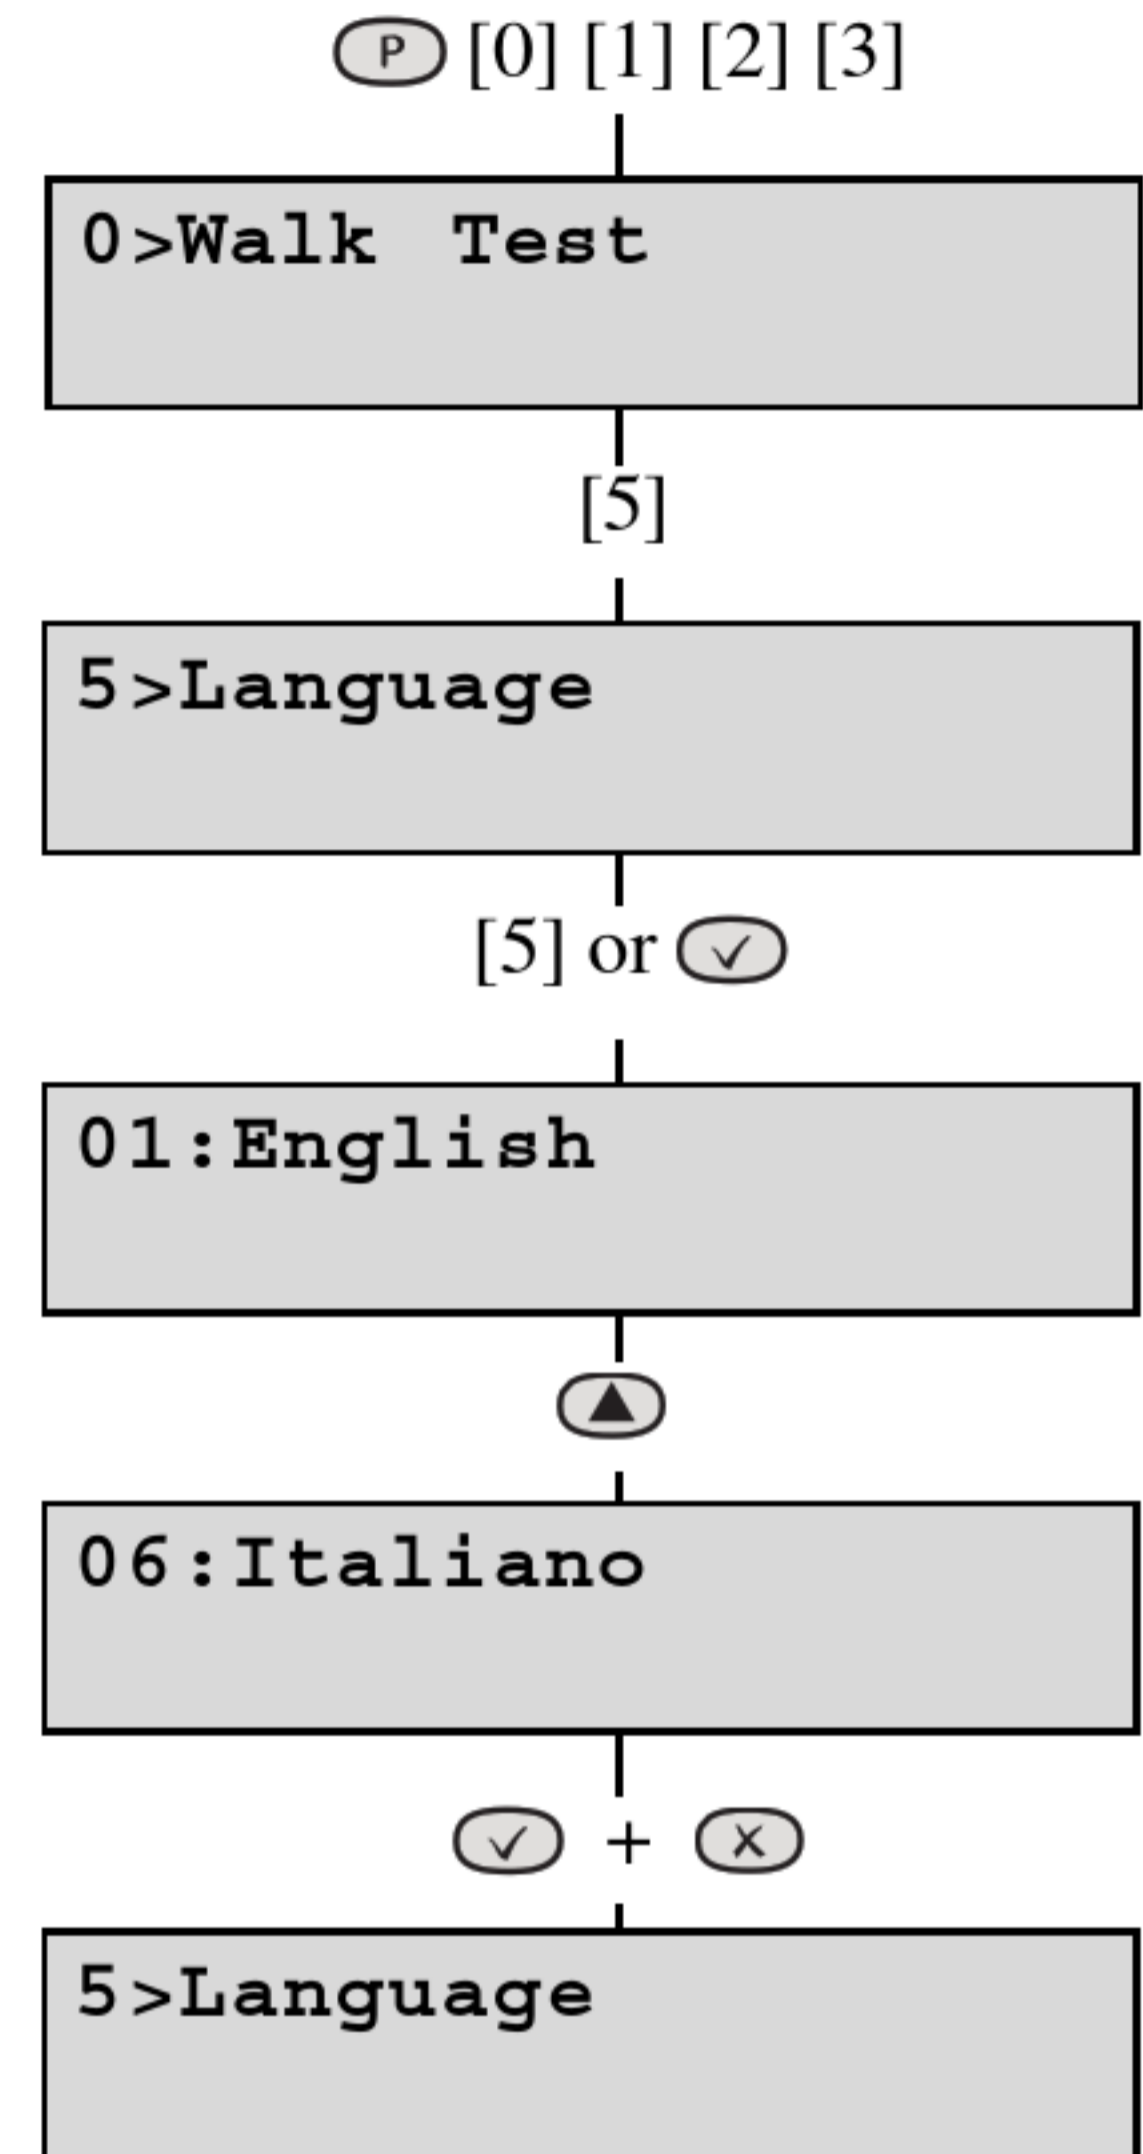 P [0] [1] [2] [3]
0>Walk Test
[5]
5>Language
[5] or ✓
01:English
▲
06:Italiano
✓ + X
5>Language